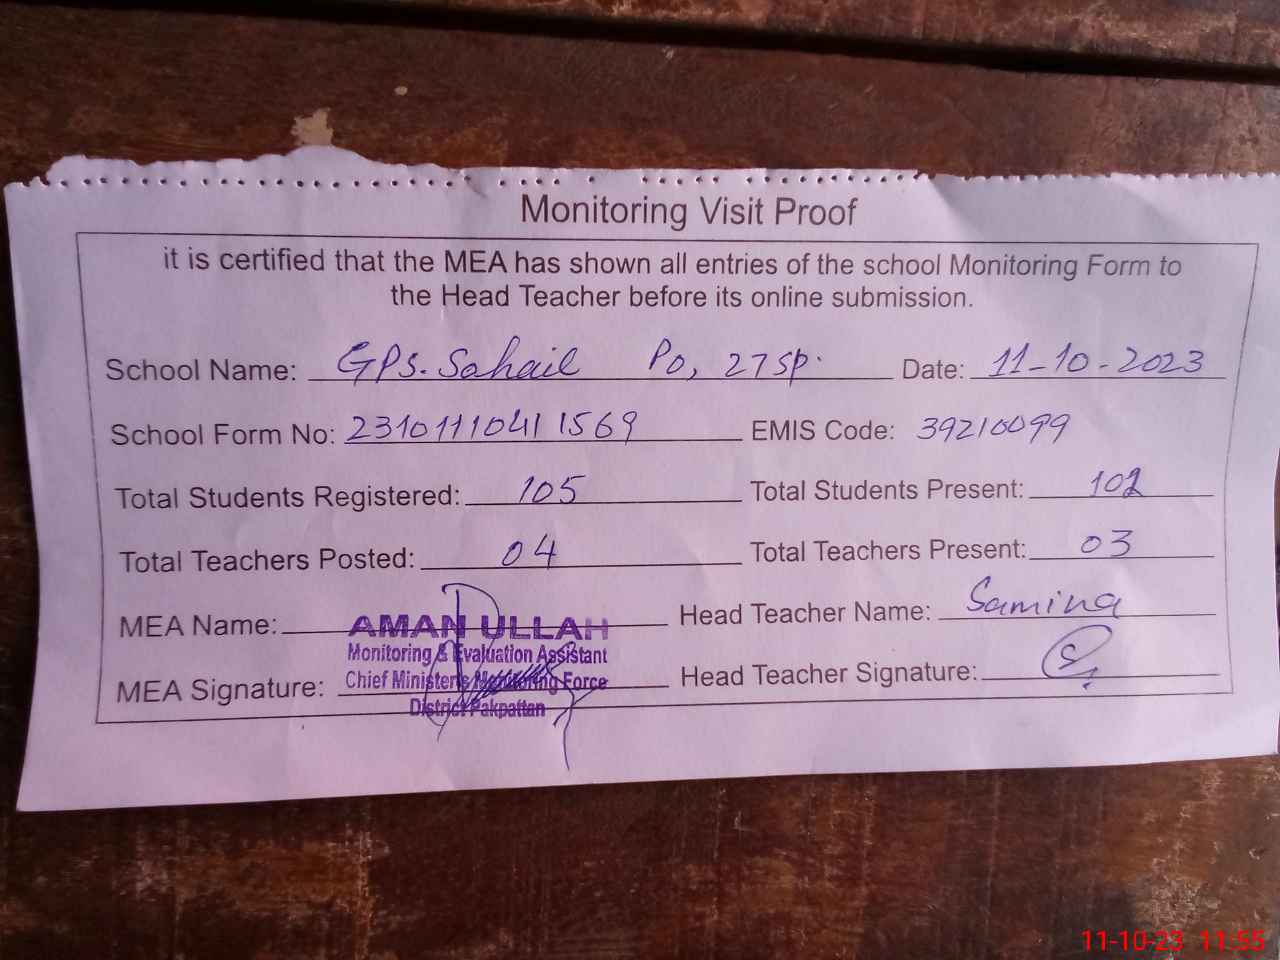 Monitoring Visit Proof
it is certified that the MEA has shown all entries of the school Monitoring Form to
the Head Teacher before its online submission.
School Name: GPS. Sahail Po, 27 SP. Date: 11-10-2023
School Form No: 23101110411569 EMIS Code: 39210099
Total Students Registered: 105 Total Students Present: 102
Total Teachers Posted: 04 Total Teachers Present: 03
MEA Name: AMAN ULLAH Head Teacher Name: Samina
Monitoring & Evaluation Assistant
MEA Signature: Chief Minister's Monitoring Force Head Teacher Signature:
District Pakpattan
11-10-23 11:55